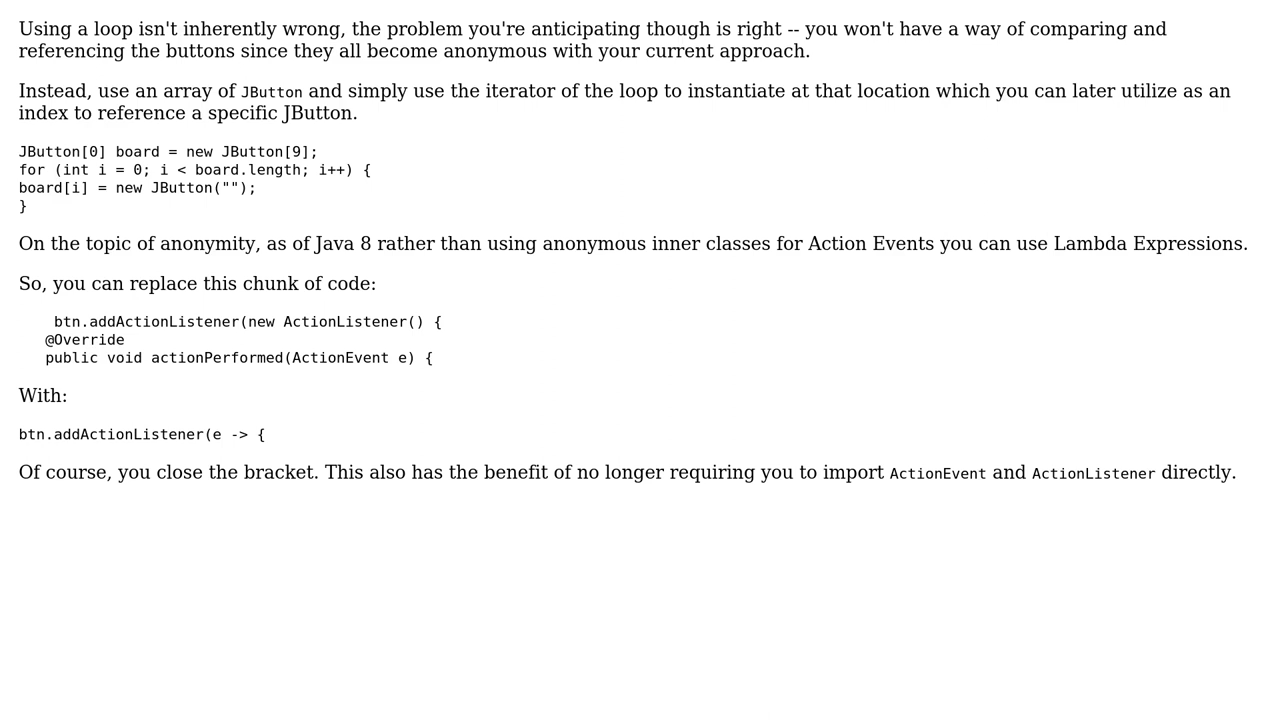 Using a loop isn't inherently wrong, the problem you're anticipating though is right -- you won't have a way of comparing and
referencing the buttons since they all become anonymous with your current approach.
Instead, use an array of JButton and simply use the iterator of the loop to instantiate at that location which you can later utilize as an
index to reference a specific JButton.
JButton[0] board = new JButton[9];
for (int i = 0; i < board.length; i++) {
board[i] = new JButton("");
}
On the topic of anonymity, as of Java 8 rather than using anonymous inner classes for Action Events you can use Lambda Expressions.
So, you can replace this chunk of code:
    btn.addActionListener(new ActionListener() {
   @Override
   public void actionPerformed(ActionEvent e) {
With:
btn.addActionListener(e -> {
Of course, you close the bracket. This also has the benefit of no longer requiring you to import ActionEvent and ActionListener directly.